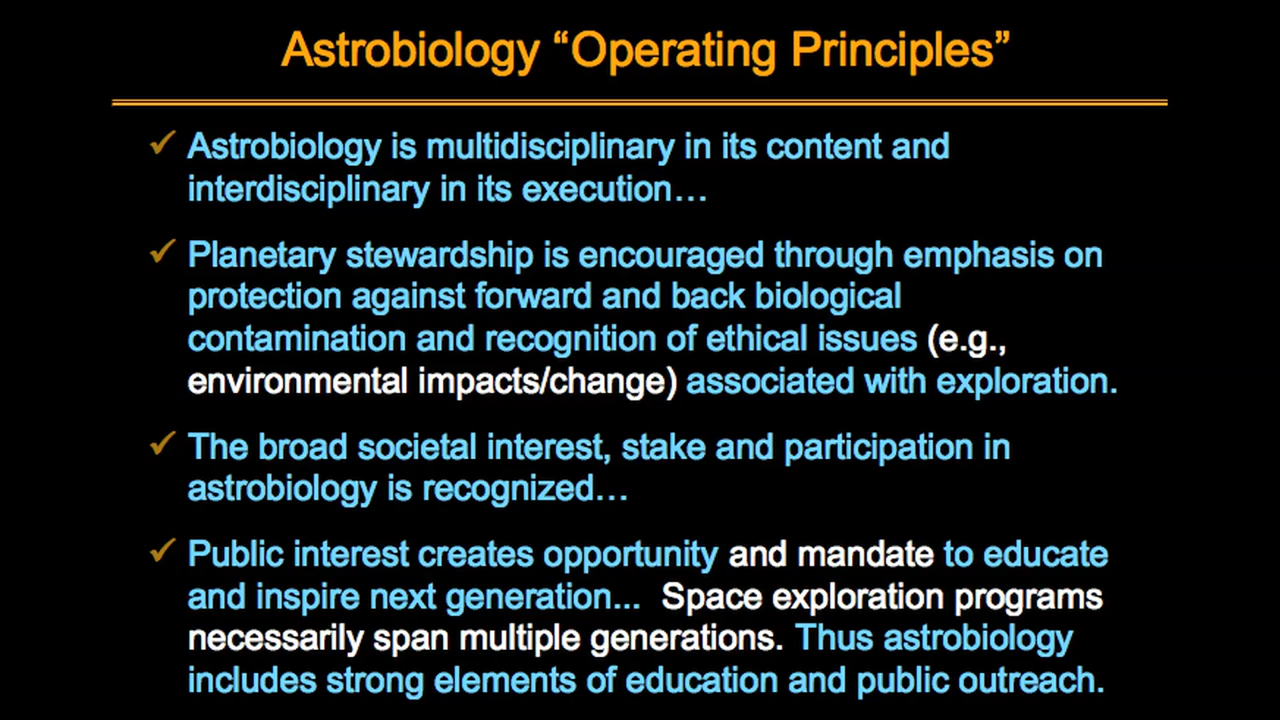 Astrobiology “Operating Principles”
✓ Astrobiology is multidisciplinary in its content and
interdisciplinary in its execution…
✓ Planetary stewardship is encouraged through emphasis on
protection against forward and back biological
contamination and recognition of ethical issues (e.g.,
environmental impacts/change) associated with exploration.
✓ The broad societal interest, stake and participation in
astrobiology is recognized…
✓ Public interest creates opportunity and mandate to educate
and inspire next generation... Space exploration programs
necessarily span multiple generations. Thus astrobiology
includes strong elements of education and public outreach.